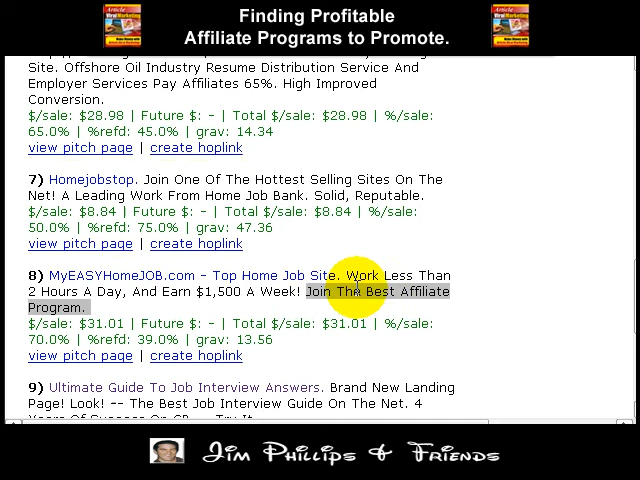 Finding Profitable
Affiliate Programs to Promote.
Site. Offshore Oil Industry Resume Distribution Service And
Employer Services Pay Affiliates 65%. High Improved
Conversion.
$/sale: $28.98 | Future $: - | Total $/sale: $28.98 | %/sale:
65.0% | %refd: 45.0% | grav: 14.34
view pitch page | create hoplink
7) Homejobstop. Join One Of The Hottest Selling Sites On The
Net! A Leading Work From Home Job Bank. Solid, Reputable.
$/sale: $8.84 | Future $: - | Total $/sale: $8.84 | %/sale:
50.0% | %refd: 75.0% | grav: 47.36
view pitch page | create hoplink
8) MyEASYHomeJOB.com - Top Home Job Site. Work Less Than
2 Hours A Day, And Earn $1,500 A Week! Join The Best Affiliate
Program.
$/sale: $31.01 | Future $: - | Total $/sale: $31.01 | %/sale:
70.0% | %refd: 39.0% | grav: 13.56
view pitch page | create hoplink
9) Ultimate Guide To Job Interview Answers. Brand New Landing
Page! Look! -- The Best Job Interview Guide On The Net. 4
Years Of Success On CB ... Try It
Jim Phillips & Friends